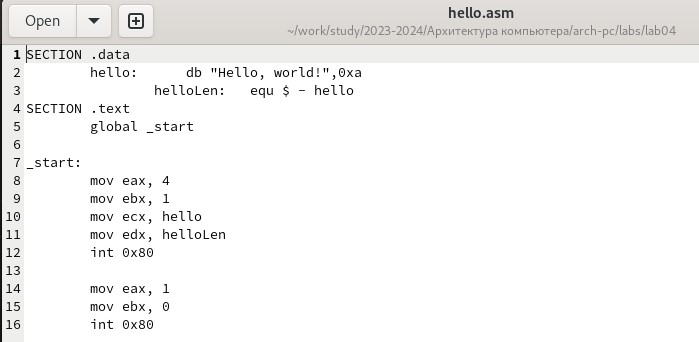 Open
hello.asm
~/work/study/2023-2024/Архитектура компьютера/arch-pc/labs/lab04
1 SECTION .data
2 hello: db "Hello, world!",0xa
3 helloLen: equ $ - hello
4 SECTION .text
5 global _start
6
7 _start:
8 mov eax, 4
9 mov ebx, 1
10 mov ecx, hello
11 mov edx, helloLen
12 int 0x80
13
14 mov eax, 1
15 mov ebx, 0
16 int 0x80